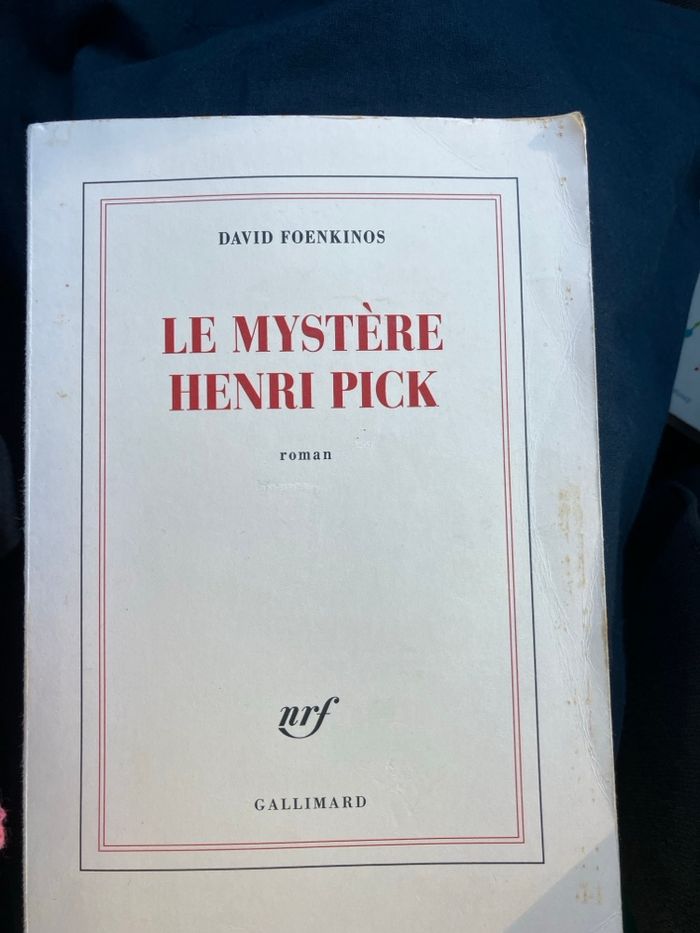 DAVID FOENKINOS
LE MYSTÈRE
HENRI PICK
roman
nrf
GALLIMARD